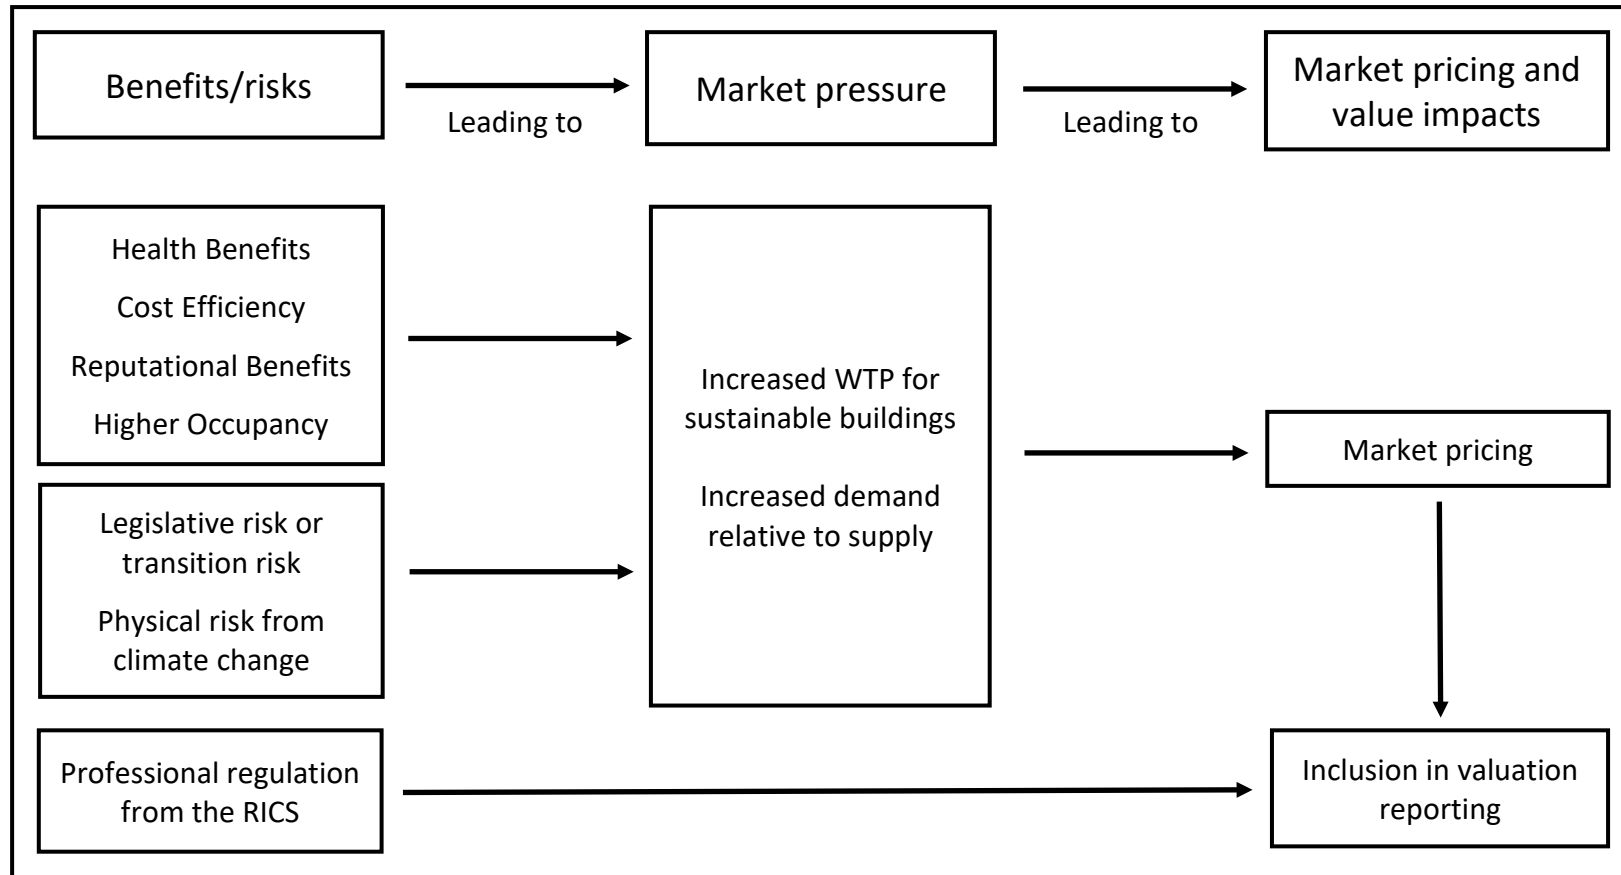 Benefits/risks
Leading to
Market pressure
Leading to
Market pricing and
value impacts
Health Benefits
Cost Efficiency
Reputational Benefits
Higher Occupancy
Legislative risk or
transition risk
Physical risk from
climate change
Increased WTP for
sustainable buildings
Increased demand
relative to supply
Market pricing
Professional regulation
from the RICS
Inclusion in valuation
reporting